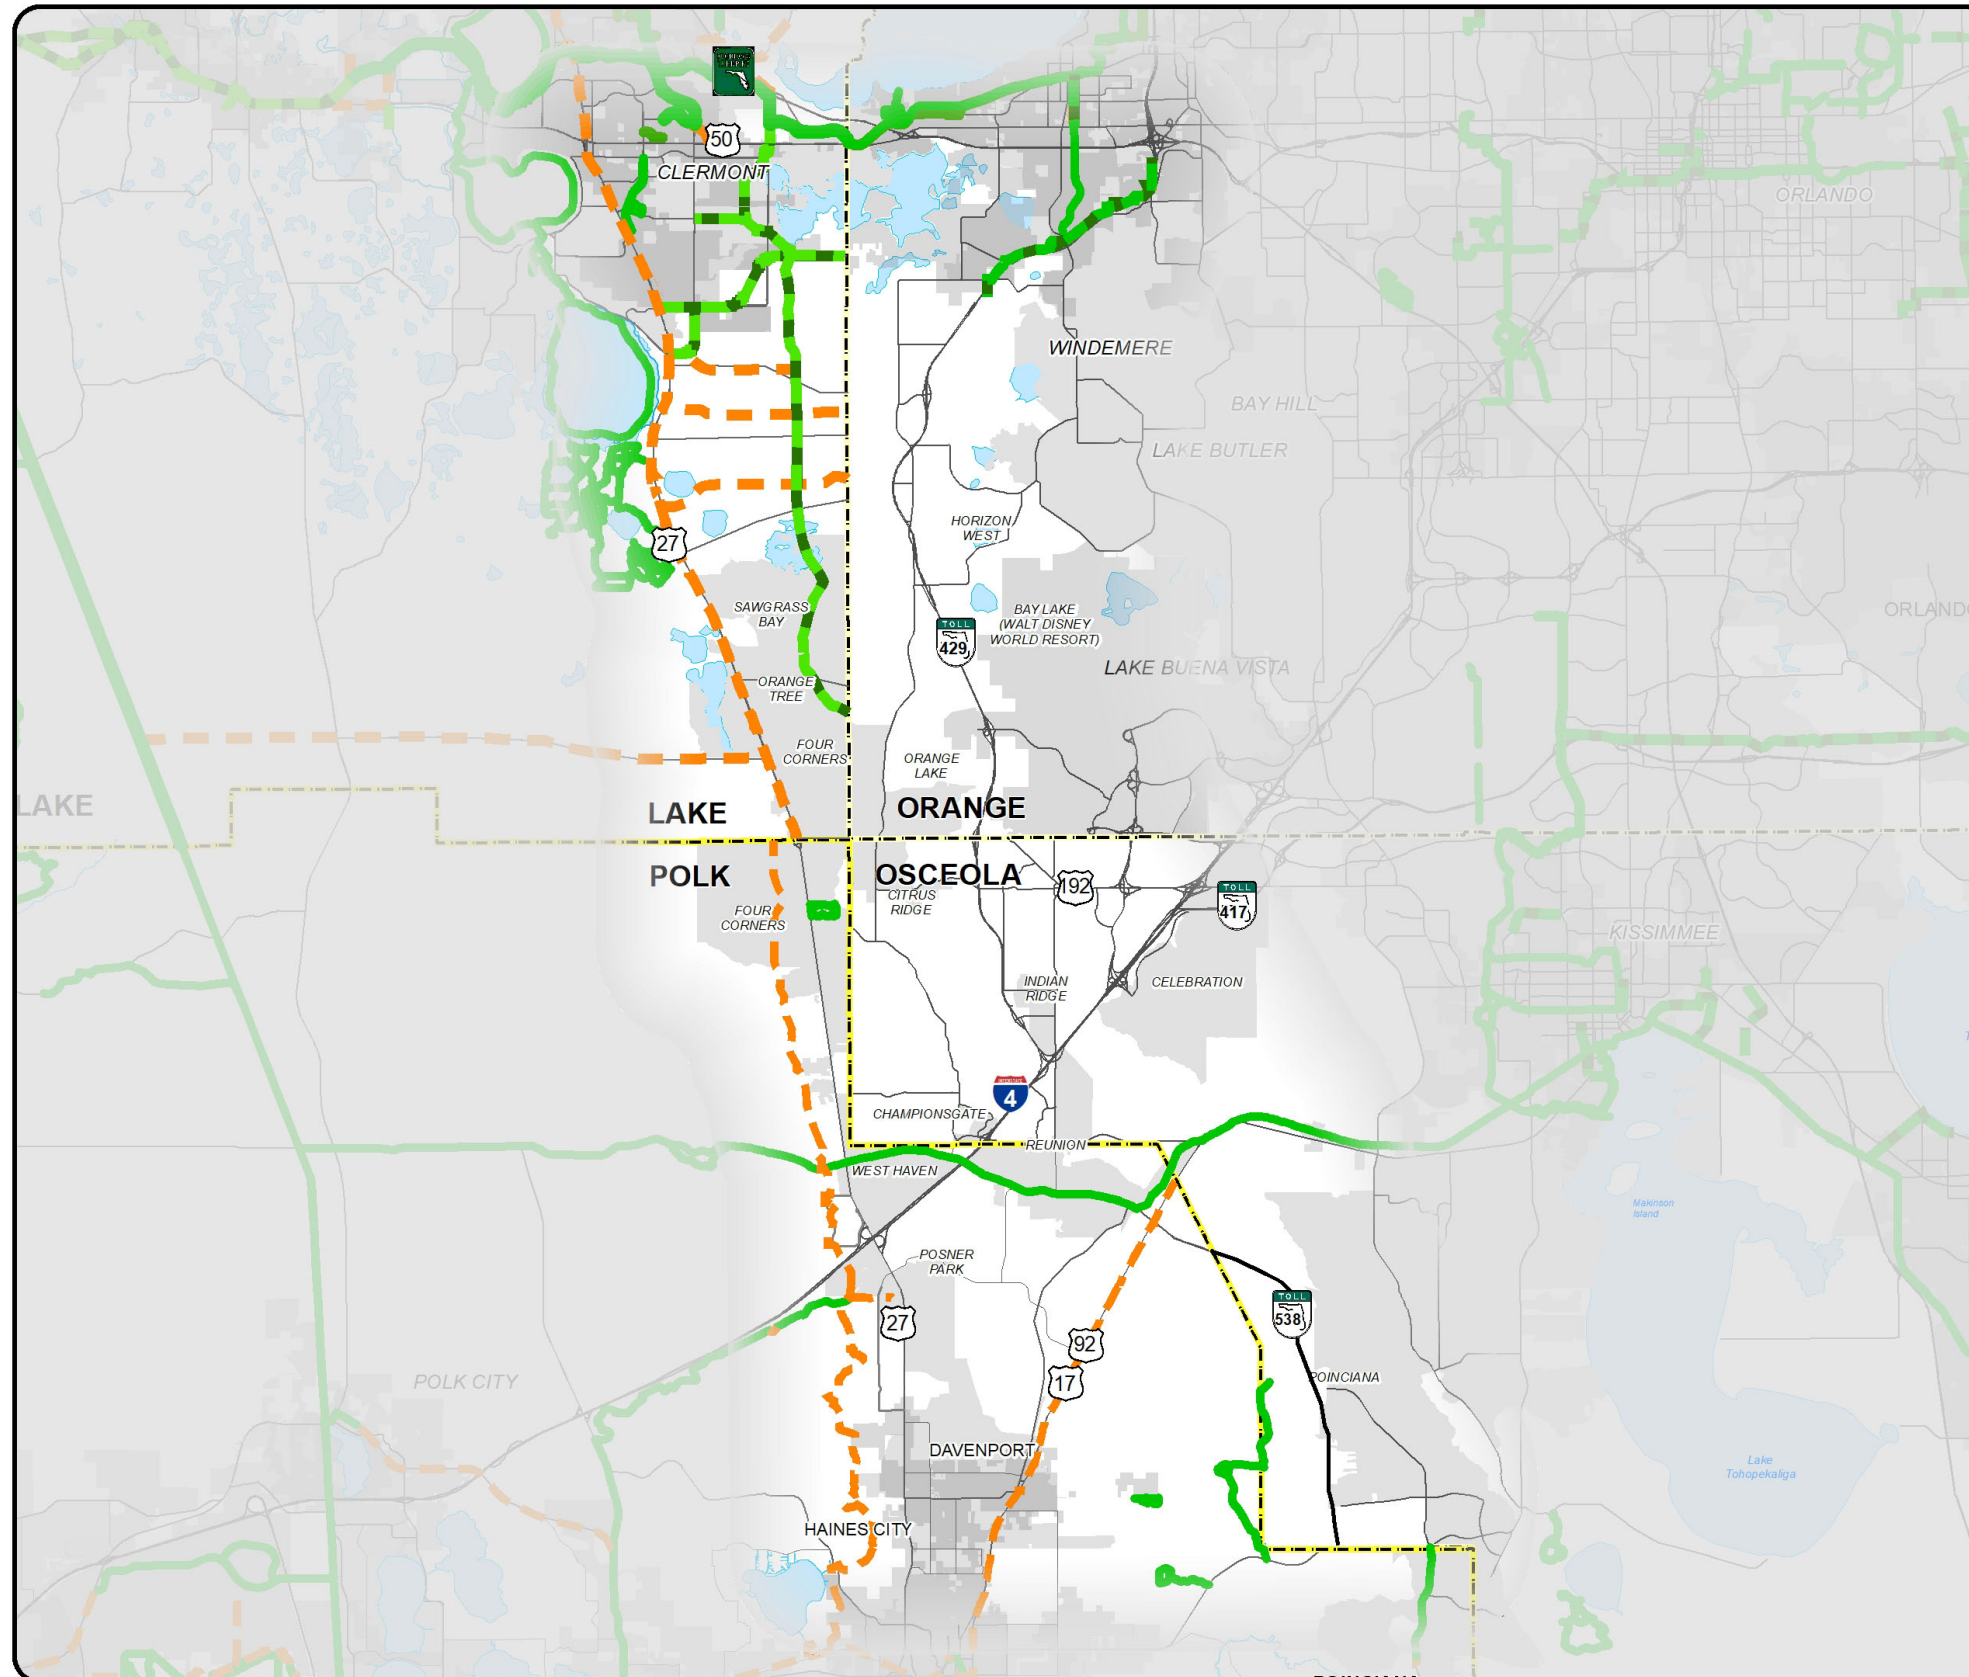 50
CLERMONT
ORLANDO
WINDEMERE
BAY HILL
LAKE BUTLER
HORIZON
WEST
27
SAWGRASS
BAY
BAY LAKE
(WALT DISNEY
WORLD RESORT)
TOLL
429
LAKE BUENA VISTA
ORANGE
TREE
FOUR
CORNERS
ORANGE
LAKE
LAKE
LAKE
ORANGE
POLK
OSCEOLA
CITRUS
RIDGE
192
TOLL
417
FOUR
CORNERS
KISSIMMEE
INDIAN
RIDGE
CELEBRATION
INTERSTATE
4
CHAMPIONSGATE
REUNION
WEST HAVEN
Makinson
Island
POSNER
PARK
TOLL
538
27
92
17
POLK CITY
POINCIANA
DAVENPORT
Lake
Tohopekaliga
HAINES CITY